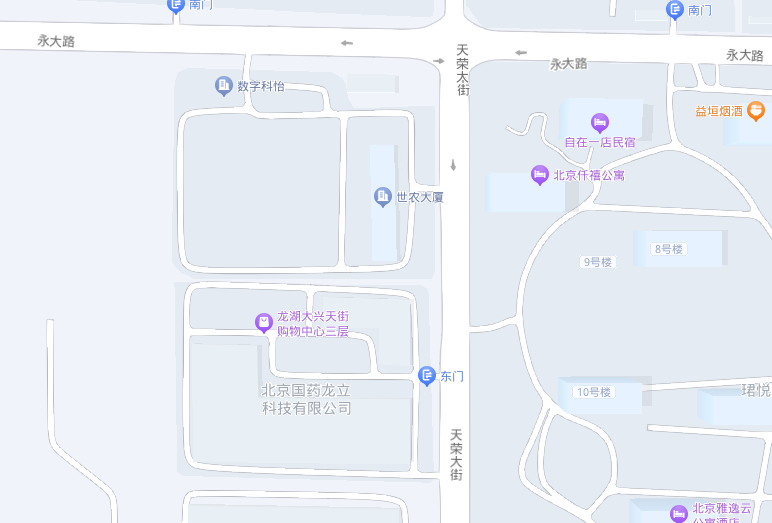 南门
南门
永大路
永大路
永大路
天荣大街
数字科怡
益垣烟酒
自在一店民宿
北京仟禧公寓
世农大厦
8号楼
9号楼
龙湖大兴天街
购物中心三层
东门
北京国药龙立
科技有限公司
10号楼
珺悦
天荣大街
北京雅逸云
公寓酒店